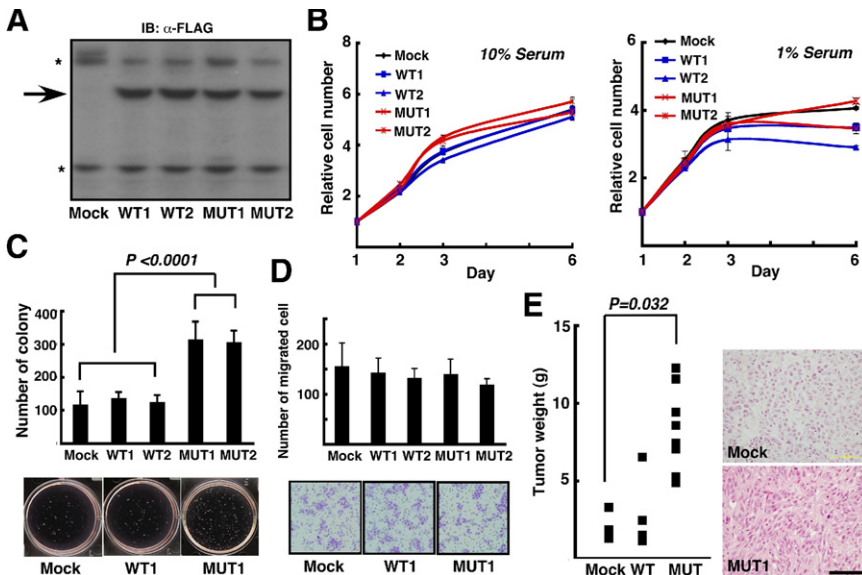 A
IB: α-FLAG
*
*
Mock WT1 WT2 MUT1 MUT2
B
Relative cell number
8
6
4
2
Mock
WT1
WT2
MUT1
MUT2
10% Serum
1 2 3 6
Day
Relative cell number
6
4
2
Mock
WT1
WT2
MUT1
MUT2
1% Serum
1 2 3 6
Day
C
P <0.0001
Number of colony
400
300
200
100
Mock WT1 WT2 MUT1 MUT2
Mock WT1 MUT1
D
Number of migrated cell
200
100
Mock WT1 WT2 MUT1 MUT2
Mock WT1 MUT1
E
P=0.032
Tumor weight (g)
15
10
5
Mock WT MUT
Mock
MUT1